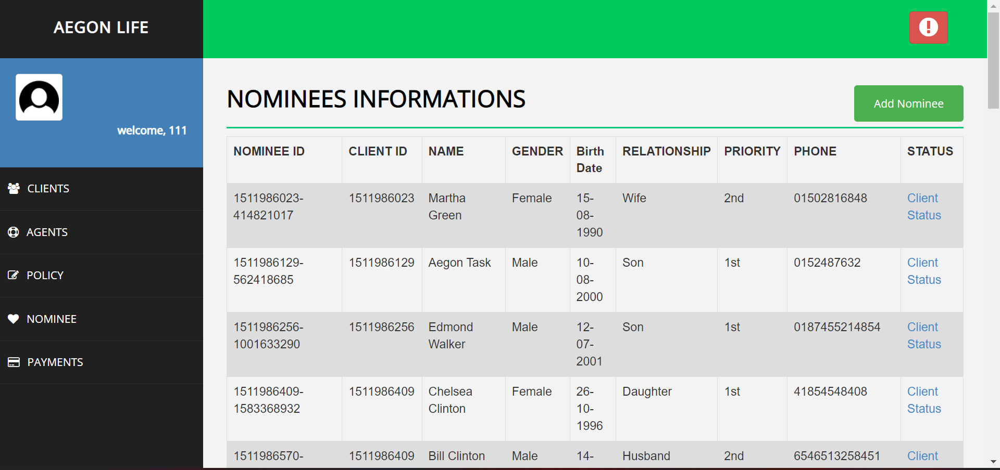 AEGON LIFE
welcome, 111
CLIENTS
AGENTS
POLICY
NOMINEE
PAYMENTS
NOMINEES INFORMATIONS
Add Nominee
NOMINEE ID CLIENT ID NAME GENDER Birth Date RELATIONSHIP PRIORITY PHONE STATUS
1511986023-414821017 1511986023 Martha Green Female 15-08-1990 Wife 2nd 01502816848 Client Status
1511986129-562418685 1511986129 Aegon Task Male 10-08-2000 Son 1st 0152487632 Client Status
1511986256-1001633290 1511986256 Edmond Walker Male 12-07-2001 Son 1st 0187455214854 Client Status
1511986409-1583368932 1511986409 Chelsea Clinton Female 26-10-1996 Daughter 1st 41854548408 Client Status
1511986570- 1511986409 Bill Clinton Male 14- Husband 2nd 6546513258451 Client